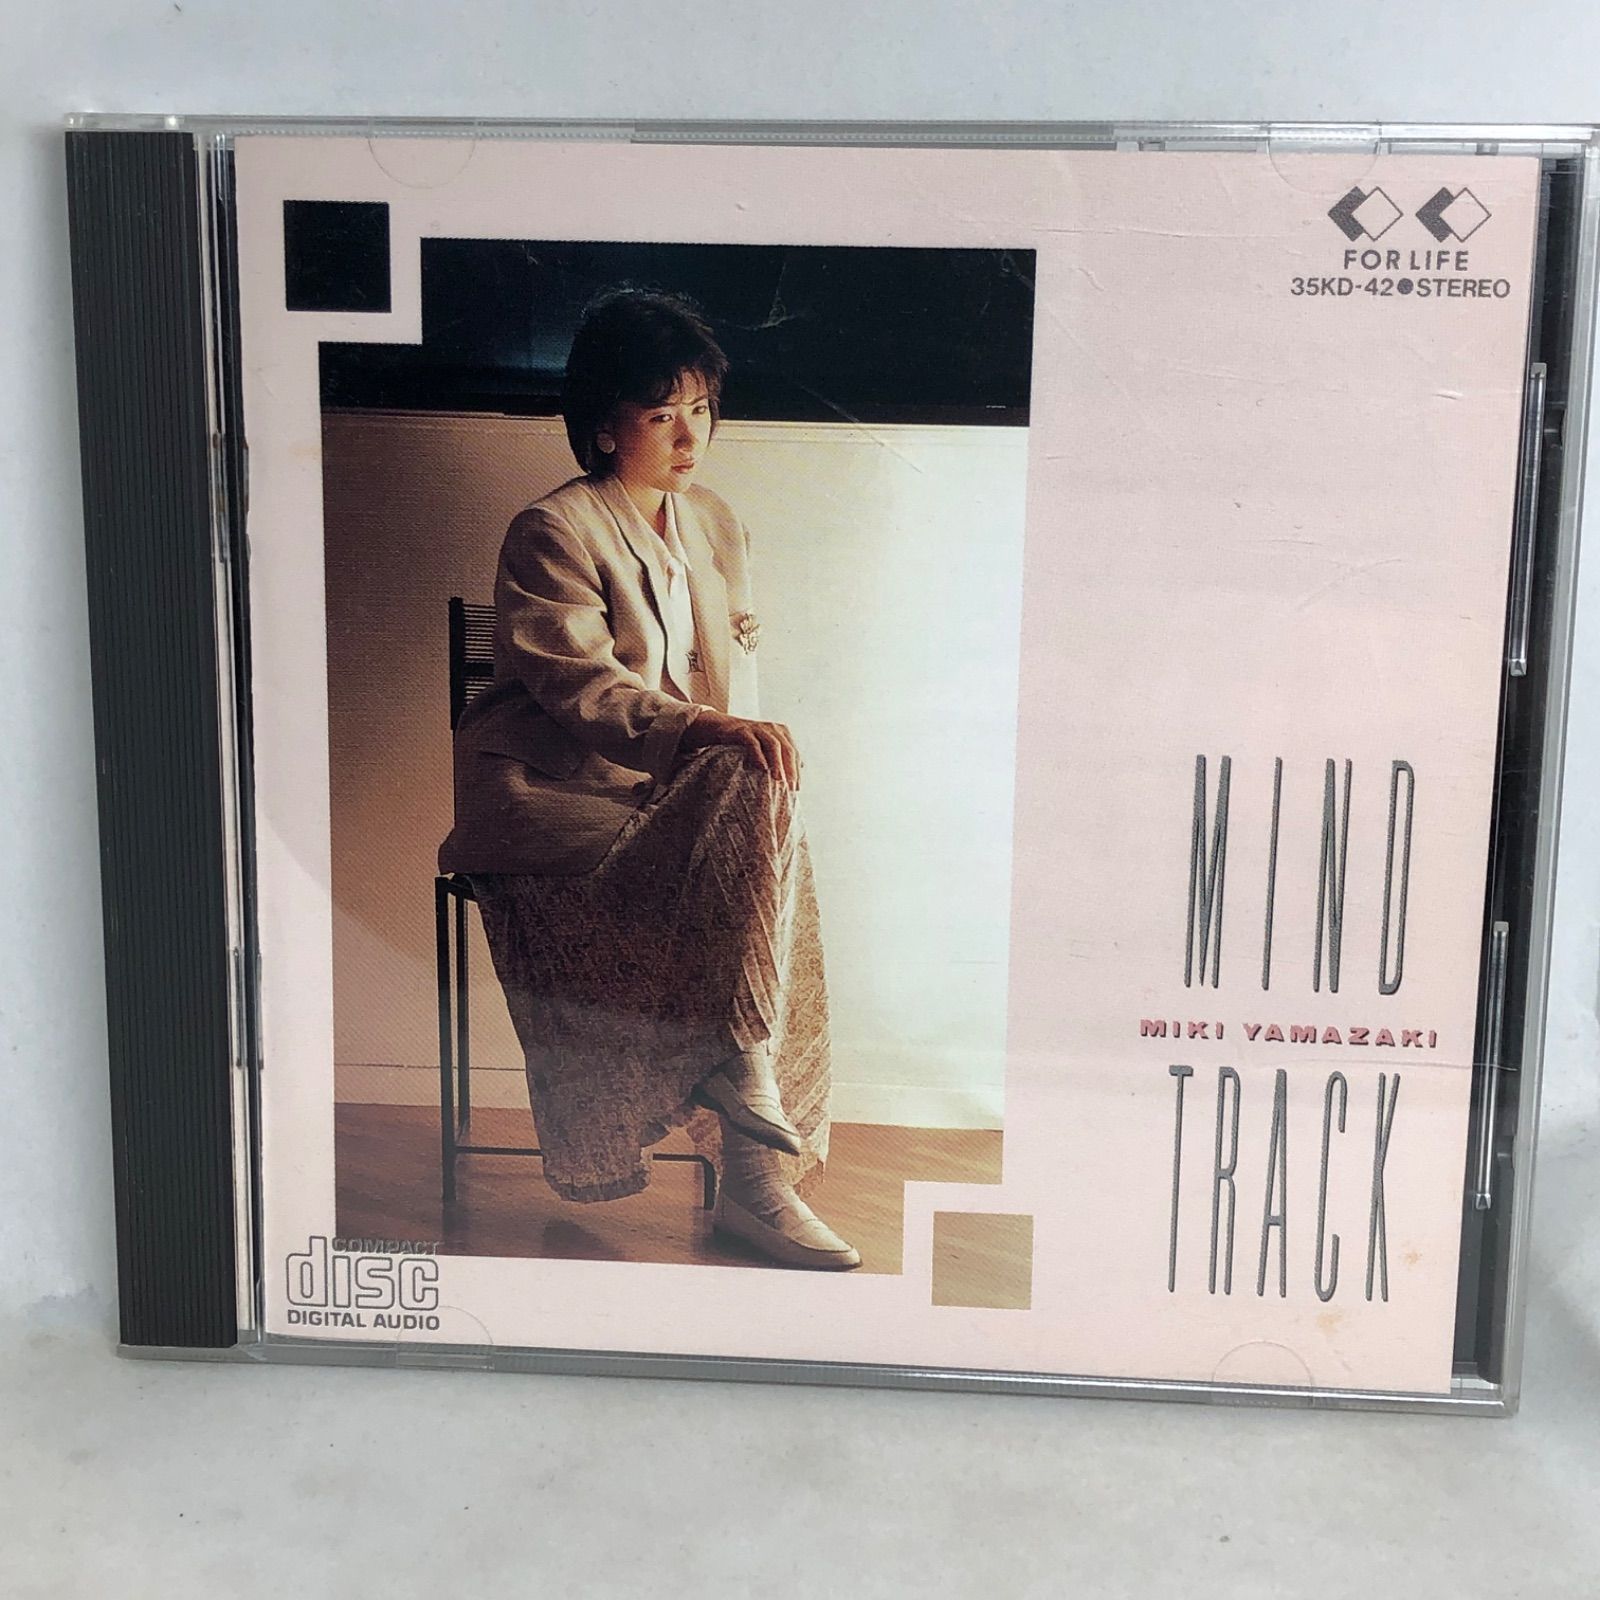 FOR LIFE
35KD-42●STEREO
MIND
MIKI YAMAZAKI
TRACK
COMPACT
disc
DIGITAL AUDIO